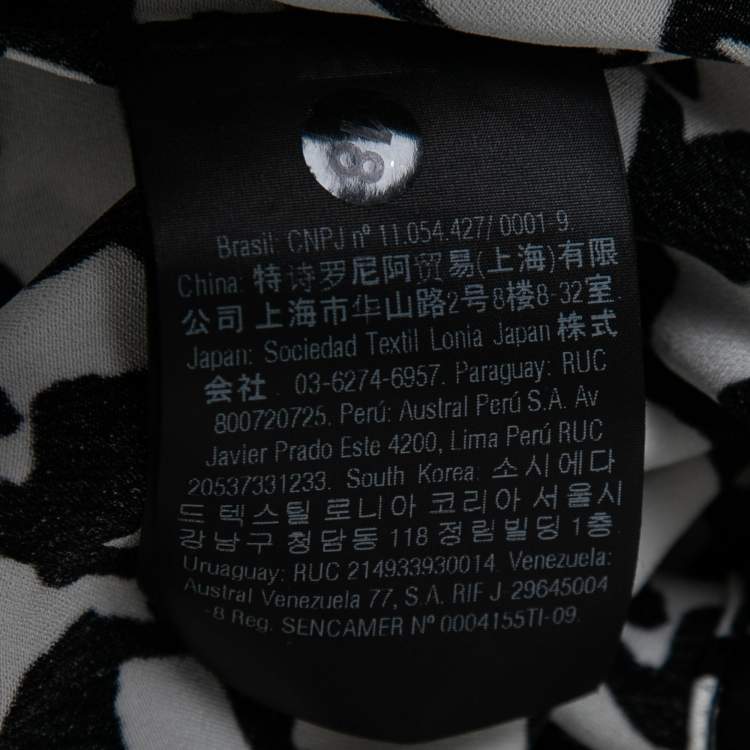 81
Brasil: CNPJ nº 11.054.427/ 0001-9.
China: 特诗罗尼阿贸易(上海)有限
公司 上海市华山路2号8楼8-32室.
Japan: Sociedad Textil Lonia Japan 株式
会社. 03-6274-6957. Paraguay: RUC
800720725. Perú: Austral Perú S.A. Av
Javier Prado Este 4200, Lima Perú RUC
20537331233. South Korea: 소시에다
드 텍스틸 로니아 코리아 서울시
강남구 청담동 118 정림빌딩 1층
Uruaguay: RUC 214933930014. Venezuela:
Austral Venezuela 77, S.A. RIF J 29645004
-8 Reg. SENCAMER Nº 0004155TI-09.